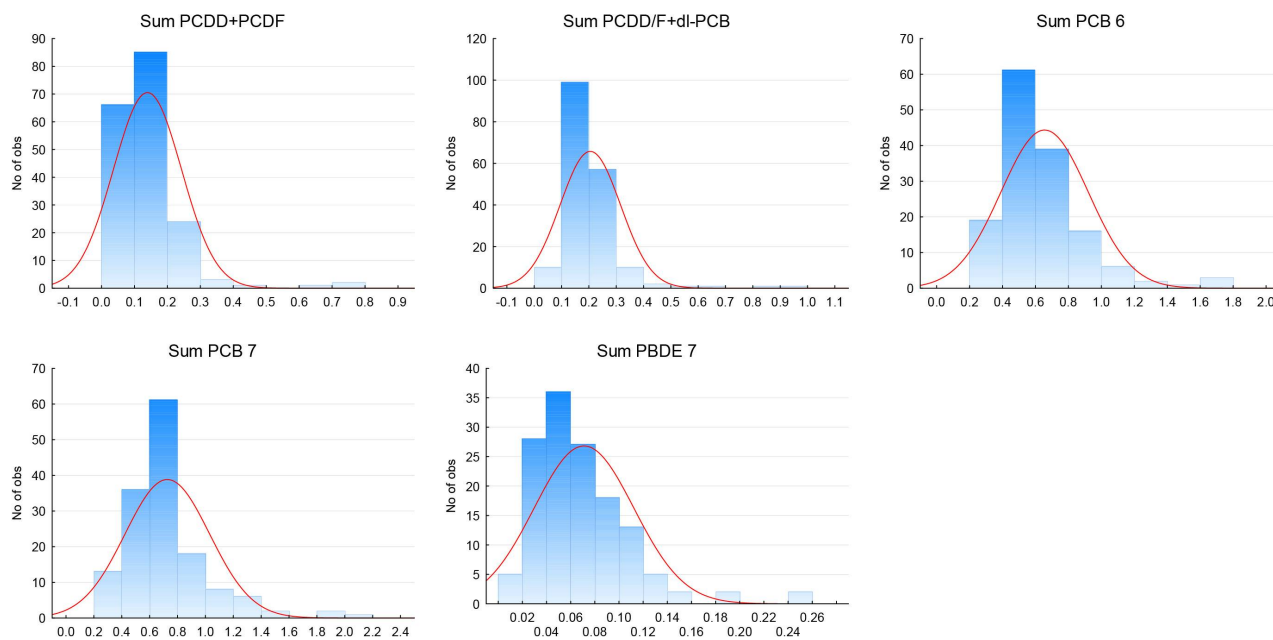 Sum PCDD+PCDF
No of obs
90
80
70
60
50
40
30
20
10
0
-0.1 0.0 0.1 0.2 0.3 0.4 0.5 0.6 0.7 0.8 0.9
Sum PCDD/F+dl-PCB
120
100
80
60
40
20
0
-0.1 0.0 0.1 0.2 0.3 0.4 0.5 0.6 0.7 0.8 0.9 1.0 1.1
Sum PCB 6
No of obs
70
60
50
40
30
20
10
0
0.0 0.2 0.4 0.6 0.8 1.0 1.2 1.4 1.6 1.8 2.0
Sum PCB 7
No of obs
70
60
50
40
30
20
10
0
0.0 0.2 0.4 0.6 0.8 1.0 1.2 1.4 1.6 1.8 2.0 2.2 2.4
Sum PBDE 7
No of obs
40
35
30
25
20
15
10
5
0
0.02 0.06 0.10 0.14 0.18 0.22 0.26
0.04 0.08 0.12 0.16 0.20 0.24